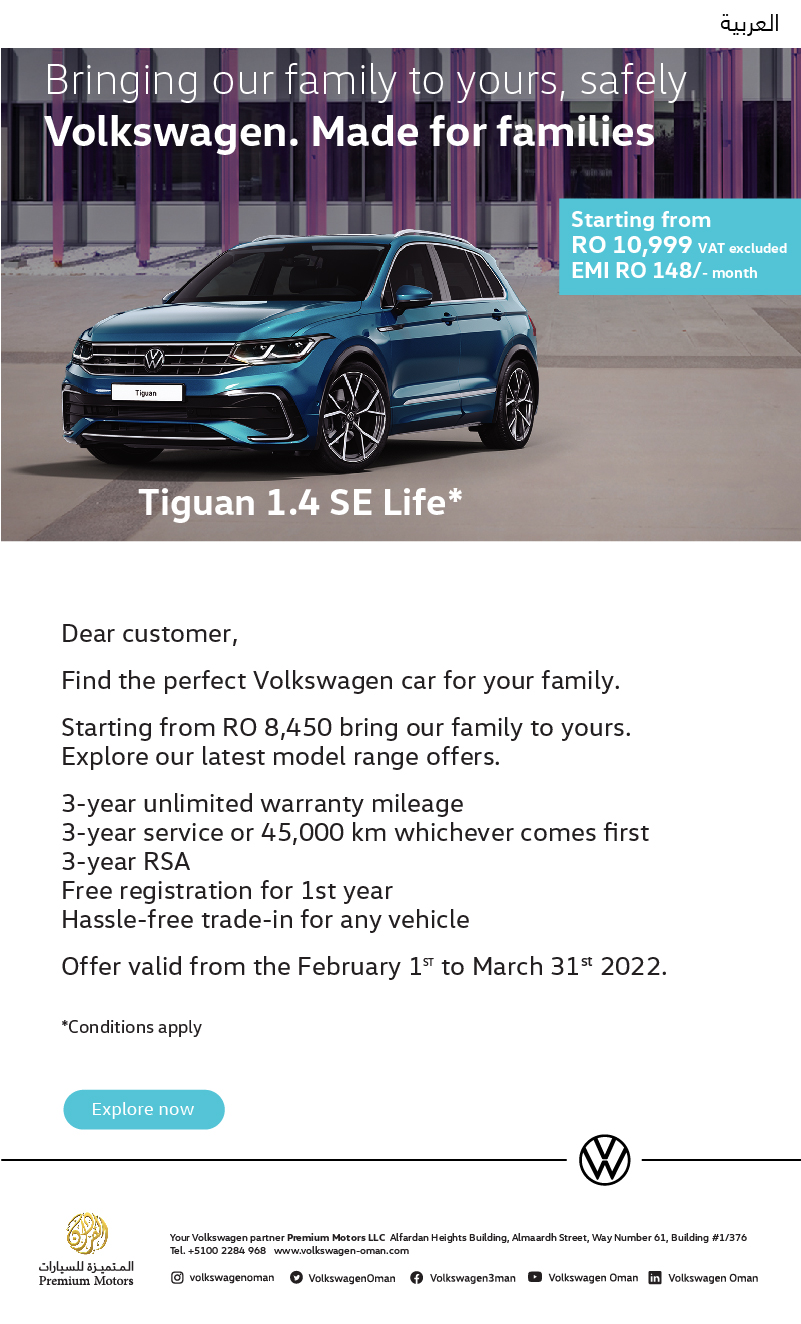 العربية
Bringing our family to yours, safely
Volkswagen. Made for families
Starting from
RO 10,999 VAT excluded
EMI RO 148/- month
Tiguan
Tiguan 1.4 SE Life*
Dear customer,
Find the perfect Volkswagen car for your family.
Starting from RO 8,450 bring our family to yours.
Explore our latest model range offers.
3-year unlimited warranty mileage
3-year service or 45,000 km whichever comes first
3-year RSA
Free registration for 1st year
Hassle-free trade-in for any vehicle
Offer valid from the February 1ST to March 31st 2022.
*Conditions apply
Explore now
Your Volkswagen partner Premium Motors LLC Alfardan Heights Building, Almaardh Street, Way Number 61, Building #1/376
Tel. +5100 2284 968 www.volkswagen-oman.com
المتميزة للسيارات
Premium Motors
volkswagenoman VolkswagenOman Volkswagen3man Volkswagen Oman Volkswagen Oman